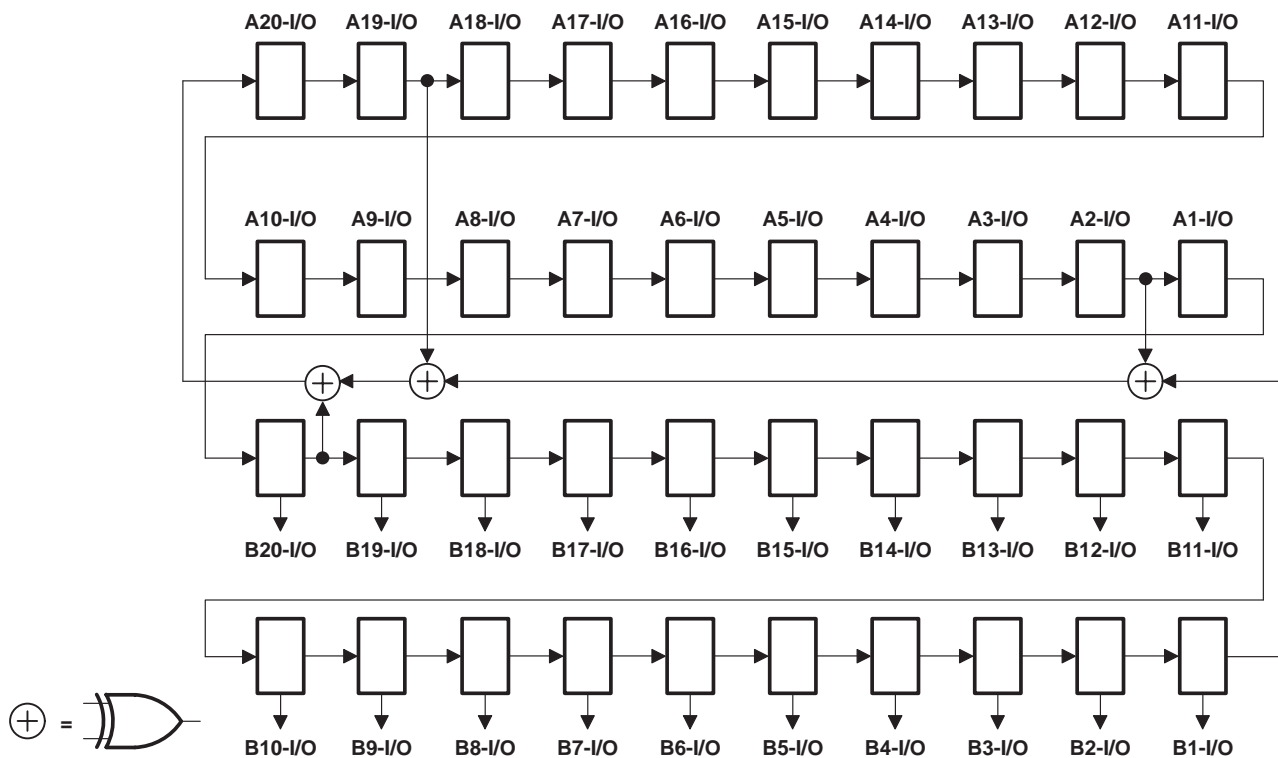 A20-I/O A19-I/O A18-I/O A17-I/O A16-I/O A15-I/O A14-I/O A13-I/O A12-I/O A11-I/O
A10-I/O A9-I/O A8-I/O A7-I/O A6-I/O A5-I/O A4-I/O A3-I/O A2-I/O A1-I/O
B20-I/O B19-I/O B18-I/O B17-I/O B16-I/O B15-I/O B14-I/O B13-I/O B12-I/O B11-I/O
=
B10-I/O B9-I/O B8-I/O B7-I/O B6-I/O B5-I/O B4-I/O B3-I/O B2-I/O B1-I/O